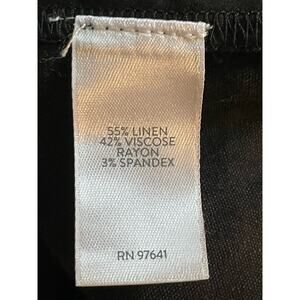 55% LINEN
42% VISCOSE
RAYON
3% SPANDEX
RN 97641